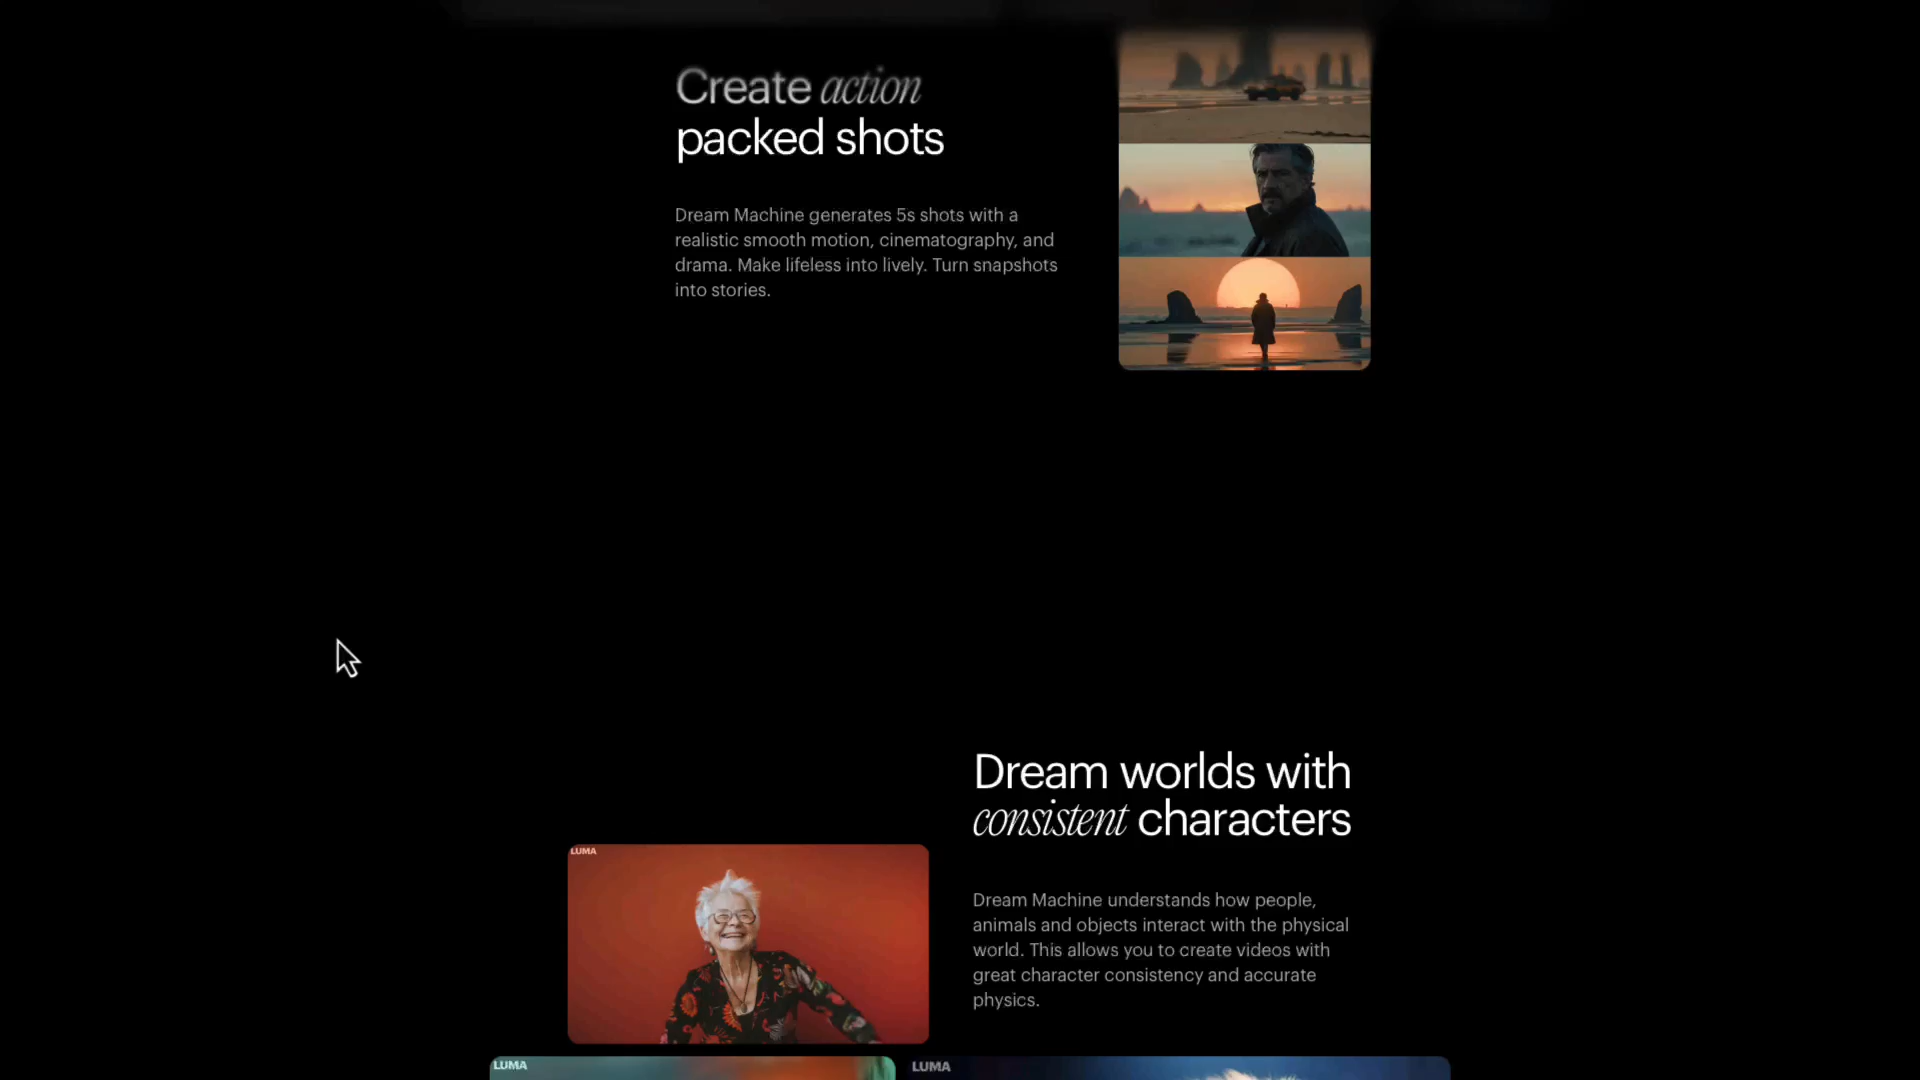 Create action
packed shots
Dream Machine generates 5s shots with a
realistic smooth motion, cinematography, and
drama. Make lifeless into lively. Turn snapshots
into stories.
Dream worlds with
consistent characters
LUMA
Dream Machine understands how people,
animals and objects interact with the physical
world. This allows you to create videos with
great character consistency and accurate
physics.
LUMA
LUMA